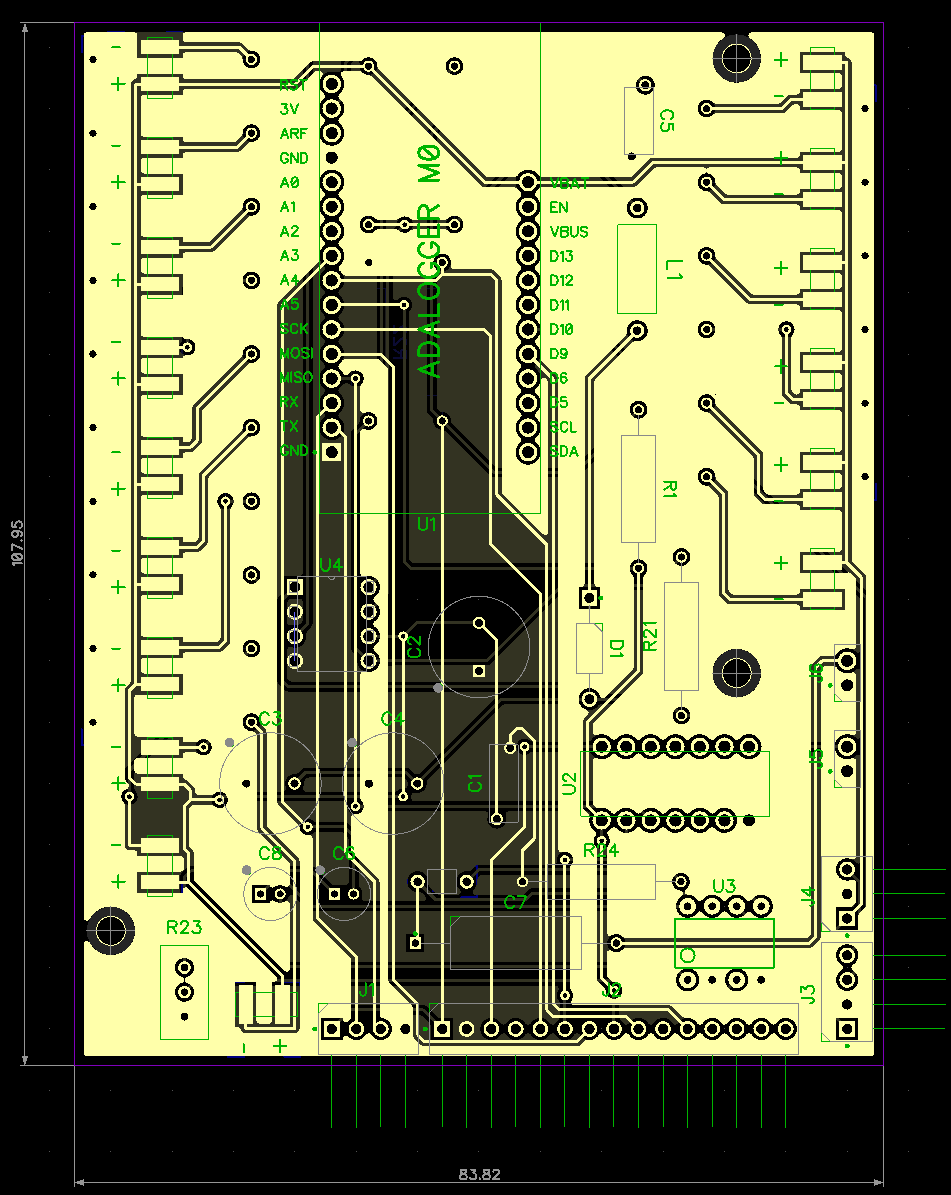 RST
3V
ARF
GND
A0
A1
A2
A3
A4
A5
SCK
MOSI
MISO
RX
TX
GND
ADALOGGER M0
VBAT
EN
VBUS
D13
D12
D11
D10
D9
D6
D5
SCL
SDA
U1
C5
L1
R1
U4
C2
D1
R21
C3
C4
C1
U2
J5
C8
C6
R24
C7
U3
J4
R23
J1
J2
J3
- + - + - + - + - + - + - + - +
+ - + - + - + - + - + -
- +
107.95
83.82